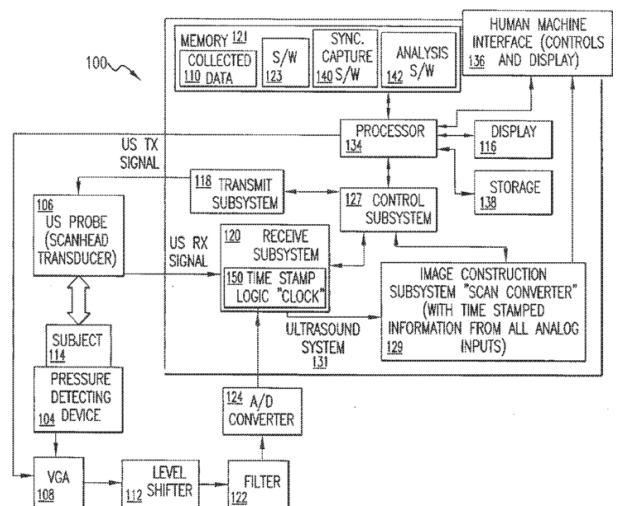 100
MEMORY 121
COLLECTED
110 DATA
S/W
123
SYNC.
CAPTURE
140 S/W
ANALYSIS
142 S/W
HUMAN MACHINE
INTERFACE (CONTROLS
136 AND DISPLAY)
PROCESSOR
134
DISPLAY
116
STORAGE
138
US TX
SIGNAL
118 TRANSMIT
SUBSYSTEM
127 CONTROL
SUBSYSTEM
106
US PROBE
(SCANHEAD
TRANSDUCER)
US RX
SIGNAL
120 RECEIVE
SUBSYSTEM
150 TIME STAMP
LOGIC "CLOCK"
IMAGE CONSTRUCTION
SUBSYSTEM "SCAN CONVERTER"
(WITH TIME STAMPED
INFORMATION FROM ALL ANALOG
INPUTS)
129
ULTRASOUND
SYSTEM
131
SUBJECT
114
PRESSURE
DETECTING
DEVICE
104
124 A/D
CONVERTER
VGA
108
LEVEL
112 SHIFTER
FILTER
122